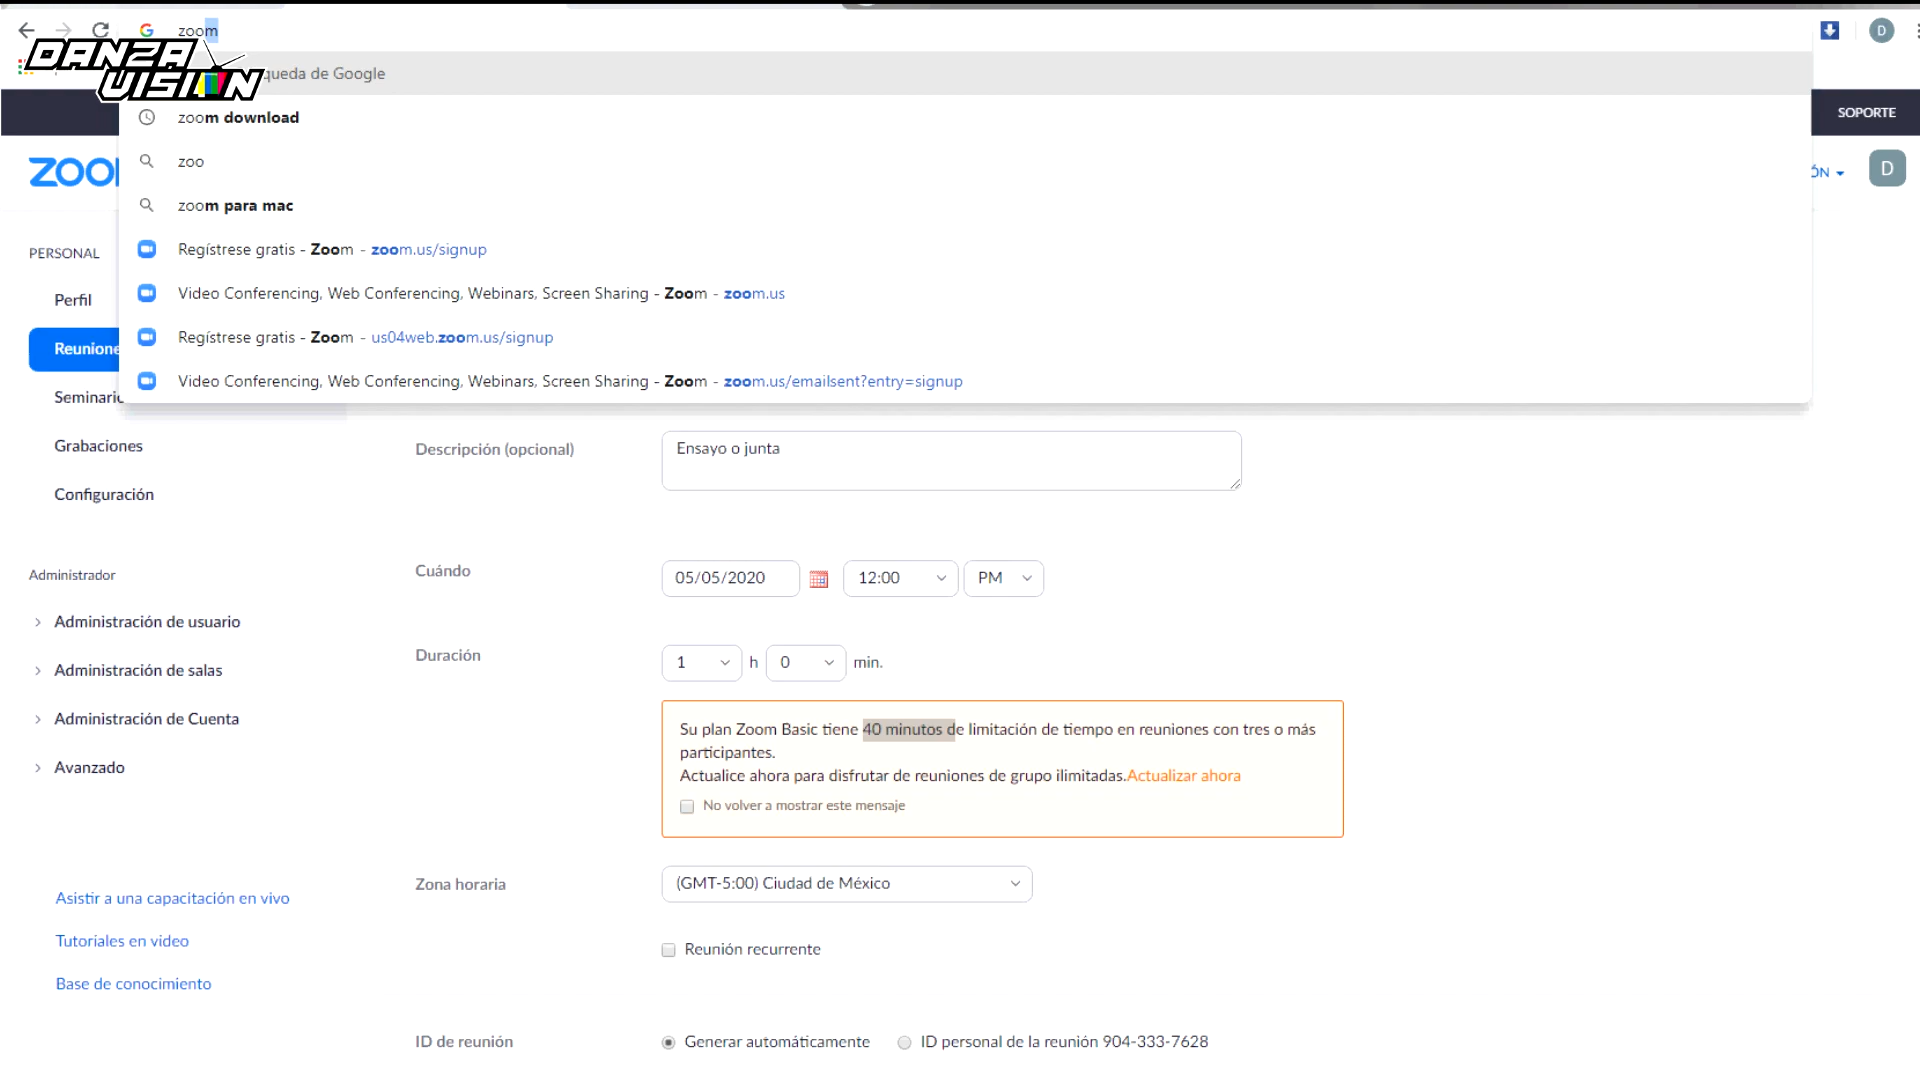 zoom
DANZA
VISION
queda de Google
zoom download
SOPORTE
zoo
ZOO
ÓN
D
zoom para mac
PERSONAL
Regístrese gratis - Zoom - zoom.us/signup
Perfil
Video Conferencing, Web Conferencing, Webinars, Screen Sharing - Zoom - zoom.us
Reunione
Regístrese gratis - Zoom - us04web.zoom.us/signup
Video Conferencing, Web Conferencing, Webinars, Screen Sharing - Zoom - zoom.us/emailsent?entry=signup
Seminario
Grabaciones
Descripción (opcional)
Ensayo o junta
Configuración
Administrador
Cuándo
05/05/2020
12:00
PM
Administración de usuario
Duración
1 h 0 min.
Administración de salas
Administración de Cuenta
Su plan Zoom Basic tiene 40 minutos de limitación de tiempo en reuniones con tres o más
participantes.
Avanzado
Actualice ahora para disfrutar de reuniones de grupo ilimitadas.Actualizar ahora
No volver a mostrar este mensaje
Zona horaria
(GMT-5:00) Ciudad de México
Asistir a una capacitación en vivo
Tutoriales en video
Reunión recurrente
Base de conocimiento
ID de reunión
Generar automáticamente
ID personal de la reunión 904-333-7628